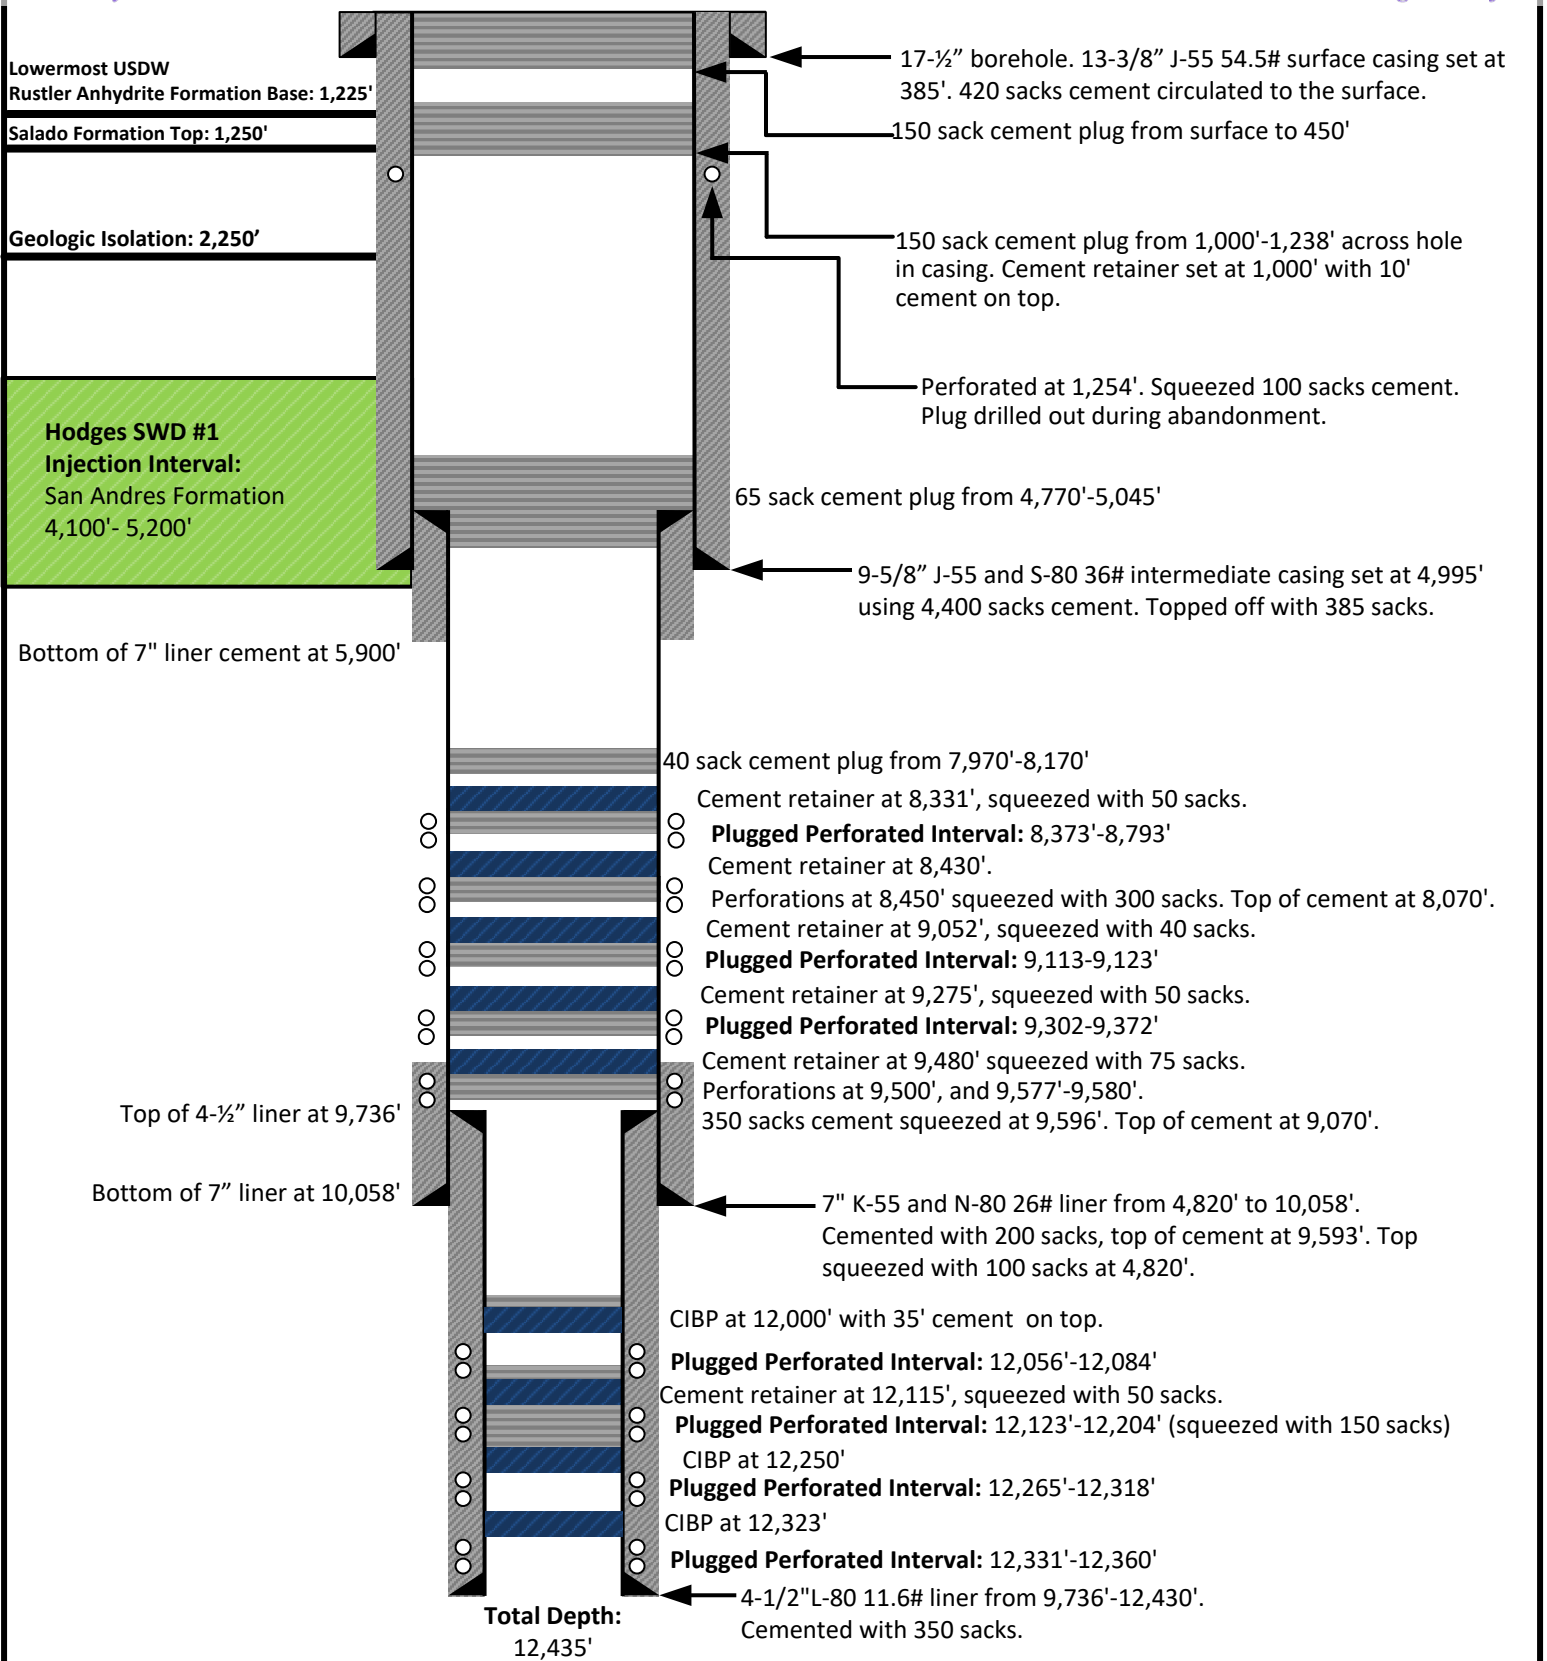 17-½” borehole. 13-3/8” J-55 54.5# surface casing set at
385'. 420 sacks cement circulated to the surface.
Lowermost USDW
Rustler Anhydrite Formation Base: 1,225'
150 sack cement plug from surface to 450'
Salado Formation Top: 1,250'
Geologic Isolation: 2,250’
150 sack cement plug from 1,000'-1,238' across hole
in casing. Cement retainer set at 1,000' with 10'
cement on top.
Perforated at 1,254'. Squeezed 100 sacks cement.
Plug drilled out during abandonment.
Hodges SWD #1
Injection Interval:
San Andres Formation
4,100'- 5,200'
65 sack cement plug from 4,770'-5,045'
9-5/8” J-55 and S-80 36# intermediate casing set at 4,995'
using 4,400 sacks cement. Topped off with 385 sacks.
Bottom of 7" liner cement at 5,900'
40 sack cement plug from 7,970'-8,170'
Cement retainer at 8,331', squeezed with 50 sacks.
Plugged Perforated Interval: 8,373'-8,793'
Cement retainer at 8,430'.
Perforations at 8,450' squeezed with 300 sacks. Top of cement at 8,070'.
Cement retainer at 9,052', squeezed with 40 sacks.
Plugged Perforated Interval: 9,113-9,123'
Cement retainer at 9,275', squeezed with 50 sacks.
Plugged Perforated Interval: 9,302-9,372'
Cement retainer at 9,480' squeezed with 75 sacks.
Perforations at 9,500', and 9,577'-9,580'.
350 sacks cement squeezed at 9,596'. Top of cement at 9,070'.
Top of 4-½” liner at 9,736'
Bottom of 7” liner at 10,058'
7" K-55 and N-80 26# liner from 4,820' to 10,058'.
Cemented with 200 sacks, top of cement at 9,593'. Top
squeezed with 100 sacks at 4,820'.
CIBP at 12,000' with 35' cement on top.
Plugged Perforated Interval: 12,056'-12,084'
Cement retainer at 12,115', squeezed with 50 sacks.
Plugged Perforated Interval: 12,123'-12,204' (squeezed with 150 sacks)
CIBP at 12,250'
Plugged Perforated Interval: 12,265'-12,318'
CIBP at 12,323'
Plugged Perforated Interval: 12,331'-12,360'
4-1/2"L-80 11.6# liner from 9,736'-12,430'.
Cemented with 350 sacks.
Total Depth:
12,435'